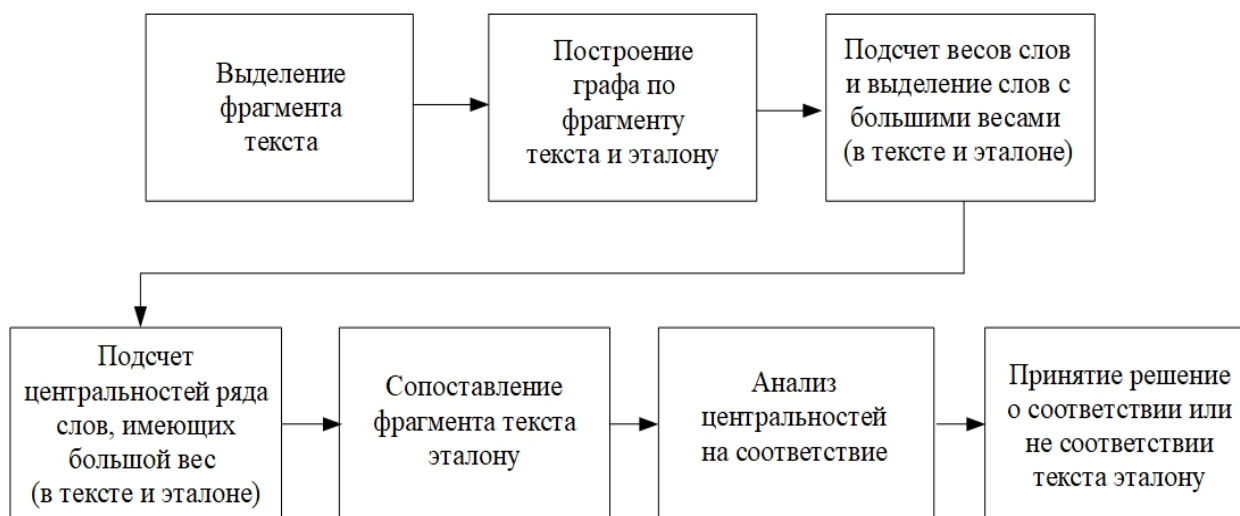 Выделение
фрагмента
текста
Построение
графа по
фрагменту
текста и эталону
Подсчет весов слов
и выделение слов с
большими весами
(в тексте и эталоне)
Подсчет
центральностей ряда
слов, имеющих
большой вес
(в тексте и эталоне)
Сопоставление
фрагмента текста
эталону
Анализ
центральностей
на соответствие
Принятие решение
о соответствии или
не соответствии
текста эталону